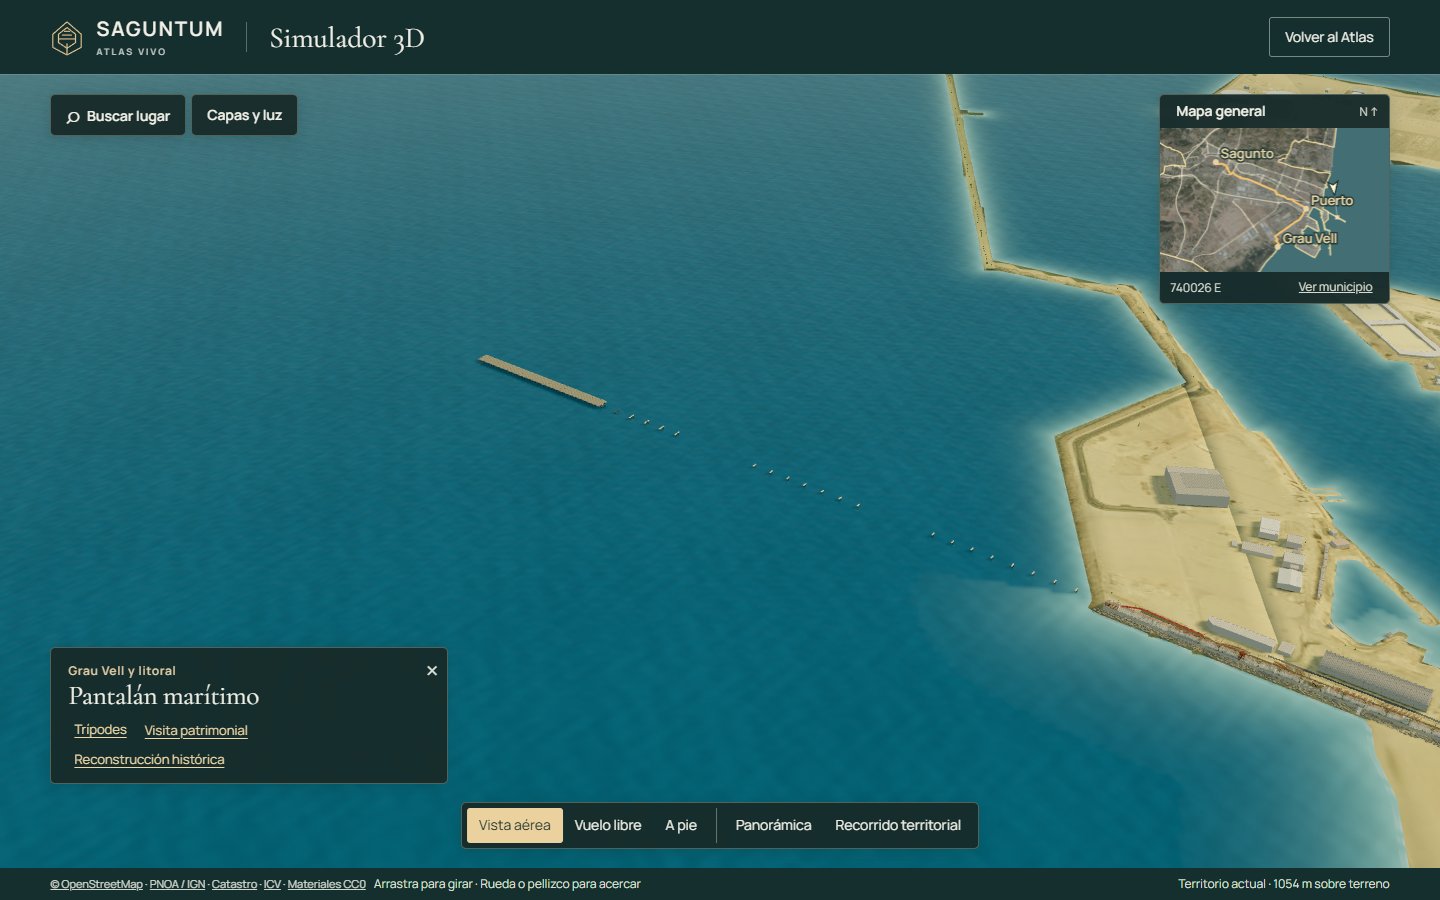 SAGUNTUM
ATLAS VIVO
Simulador 3D
Volver al Atlas
Buscar lugar
Capas y luz
Mapa general
N ↑
Sagunto
Puerto
Grau Vell
740026 E
Ver municipio
Grau Vell y litoral
×
Pantalán marítimo
Trípodes Visita patrimonial
Reconstrucción histórica
Vista aérea Vuelo libre A pie Panorámica Recorrido territorial
© OpenStreetMap · PNOA / IGN · Catastro · ICV · Materiales CC0 Arrastra para girar · Rueda o pellizco para acercar
Territorio actual · 1054 m sobre terreno